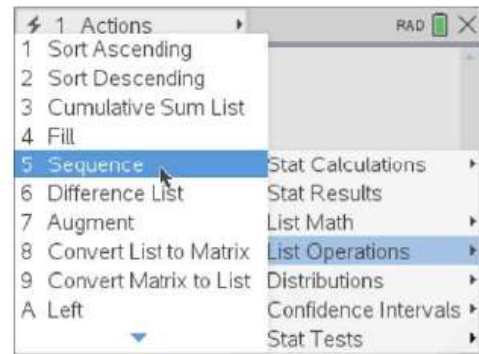 1 Actions
RAD
1 Sort Ascending
2 Sort Descending
3 Cumulative Sum List
4 Fill
5 Sequence
6 Difference List
7 Augment
8 Convert List to Matrix
9 Convert Matrix to List
A Left
Stat Calculations
Stat Results
List Math
List Operations
Distributions
Confidence Intervals
Stat Tests